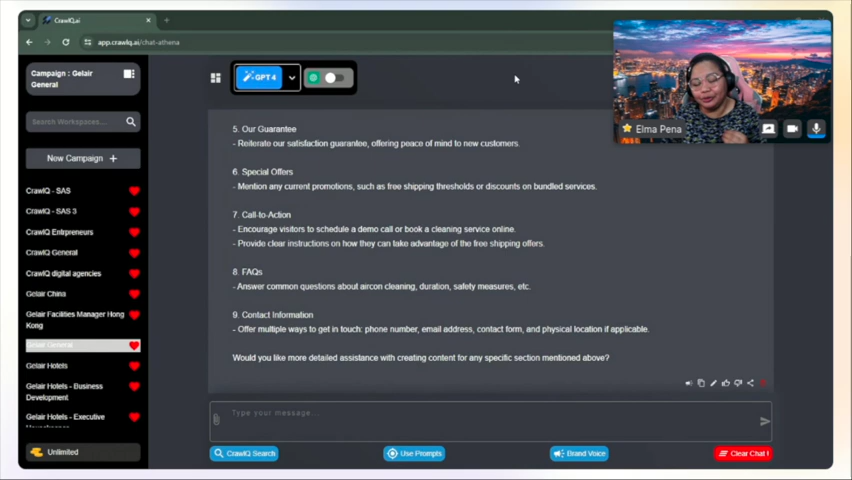 CrawlQ.ai
app.crawlq.ai/chat-athena
Campaign : Gelair
General
Search Workspaces...
New Campaign +
CrawlQ - SAS
CrawlQ - SAS 3
CrawlQ Entrpreneurs
CrawlQ General
CrawlQ digital agencies
Gelair China
Gelair Facilities Manager Hong
Kong
Gelair General
Gelair Hotels
Gelair Hotels - Business
Development
Gelair Hotels - Executive
Unlimited
GPT 4
Elma Pena
5. Our Guarantee
- Reiterate our satisfaction guarantee, offering peace of mind to new customers.
6. Special Offers
- Mention any current promotions, such as free shipping thresholds or discounts on bundled services.
7. Call-to-Action
- Encourage visitors to schedule a demo call or book a cleaning service online.
- Provide clear instructions on how they can take advantage of the free shipping offers.
8. FAQs
- Answer common questions about aircon cleaning, duration, safety measures, etc.
9. Contact Information
- Offer multiple ways to get in touch: phone number, email address, contact form, and physical location if applicable.
Would you like more detailed assistance with creating content for any specific section mentioned above?
Type your message...
CrawlQ Search
Use Prompts
Brand Voice
Clear Chat !